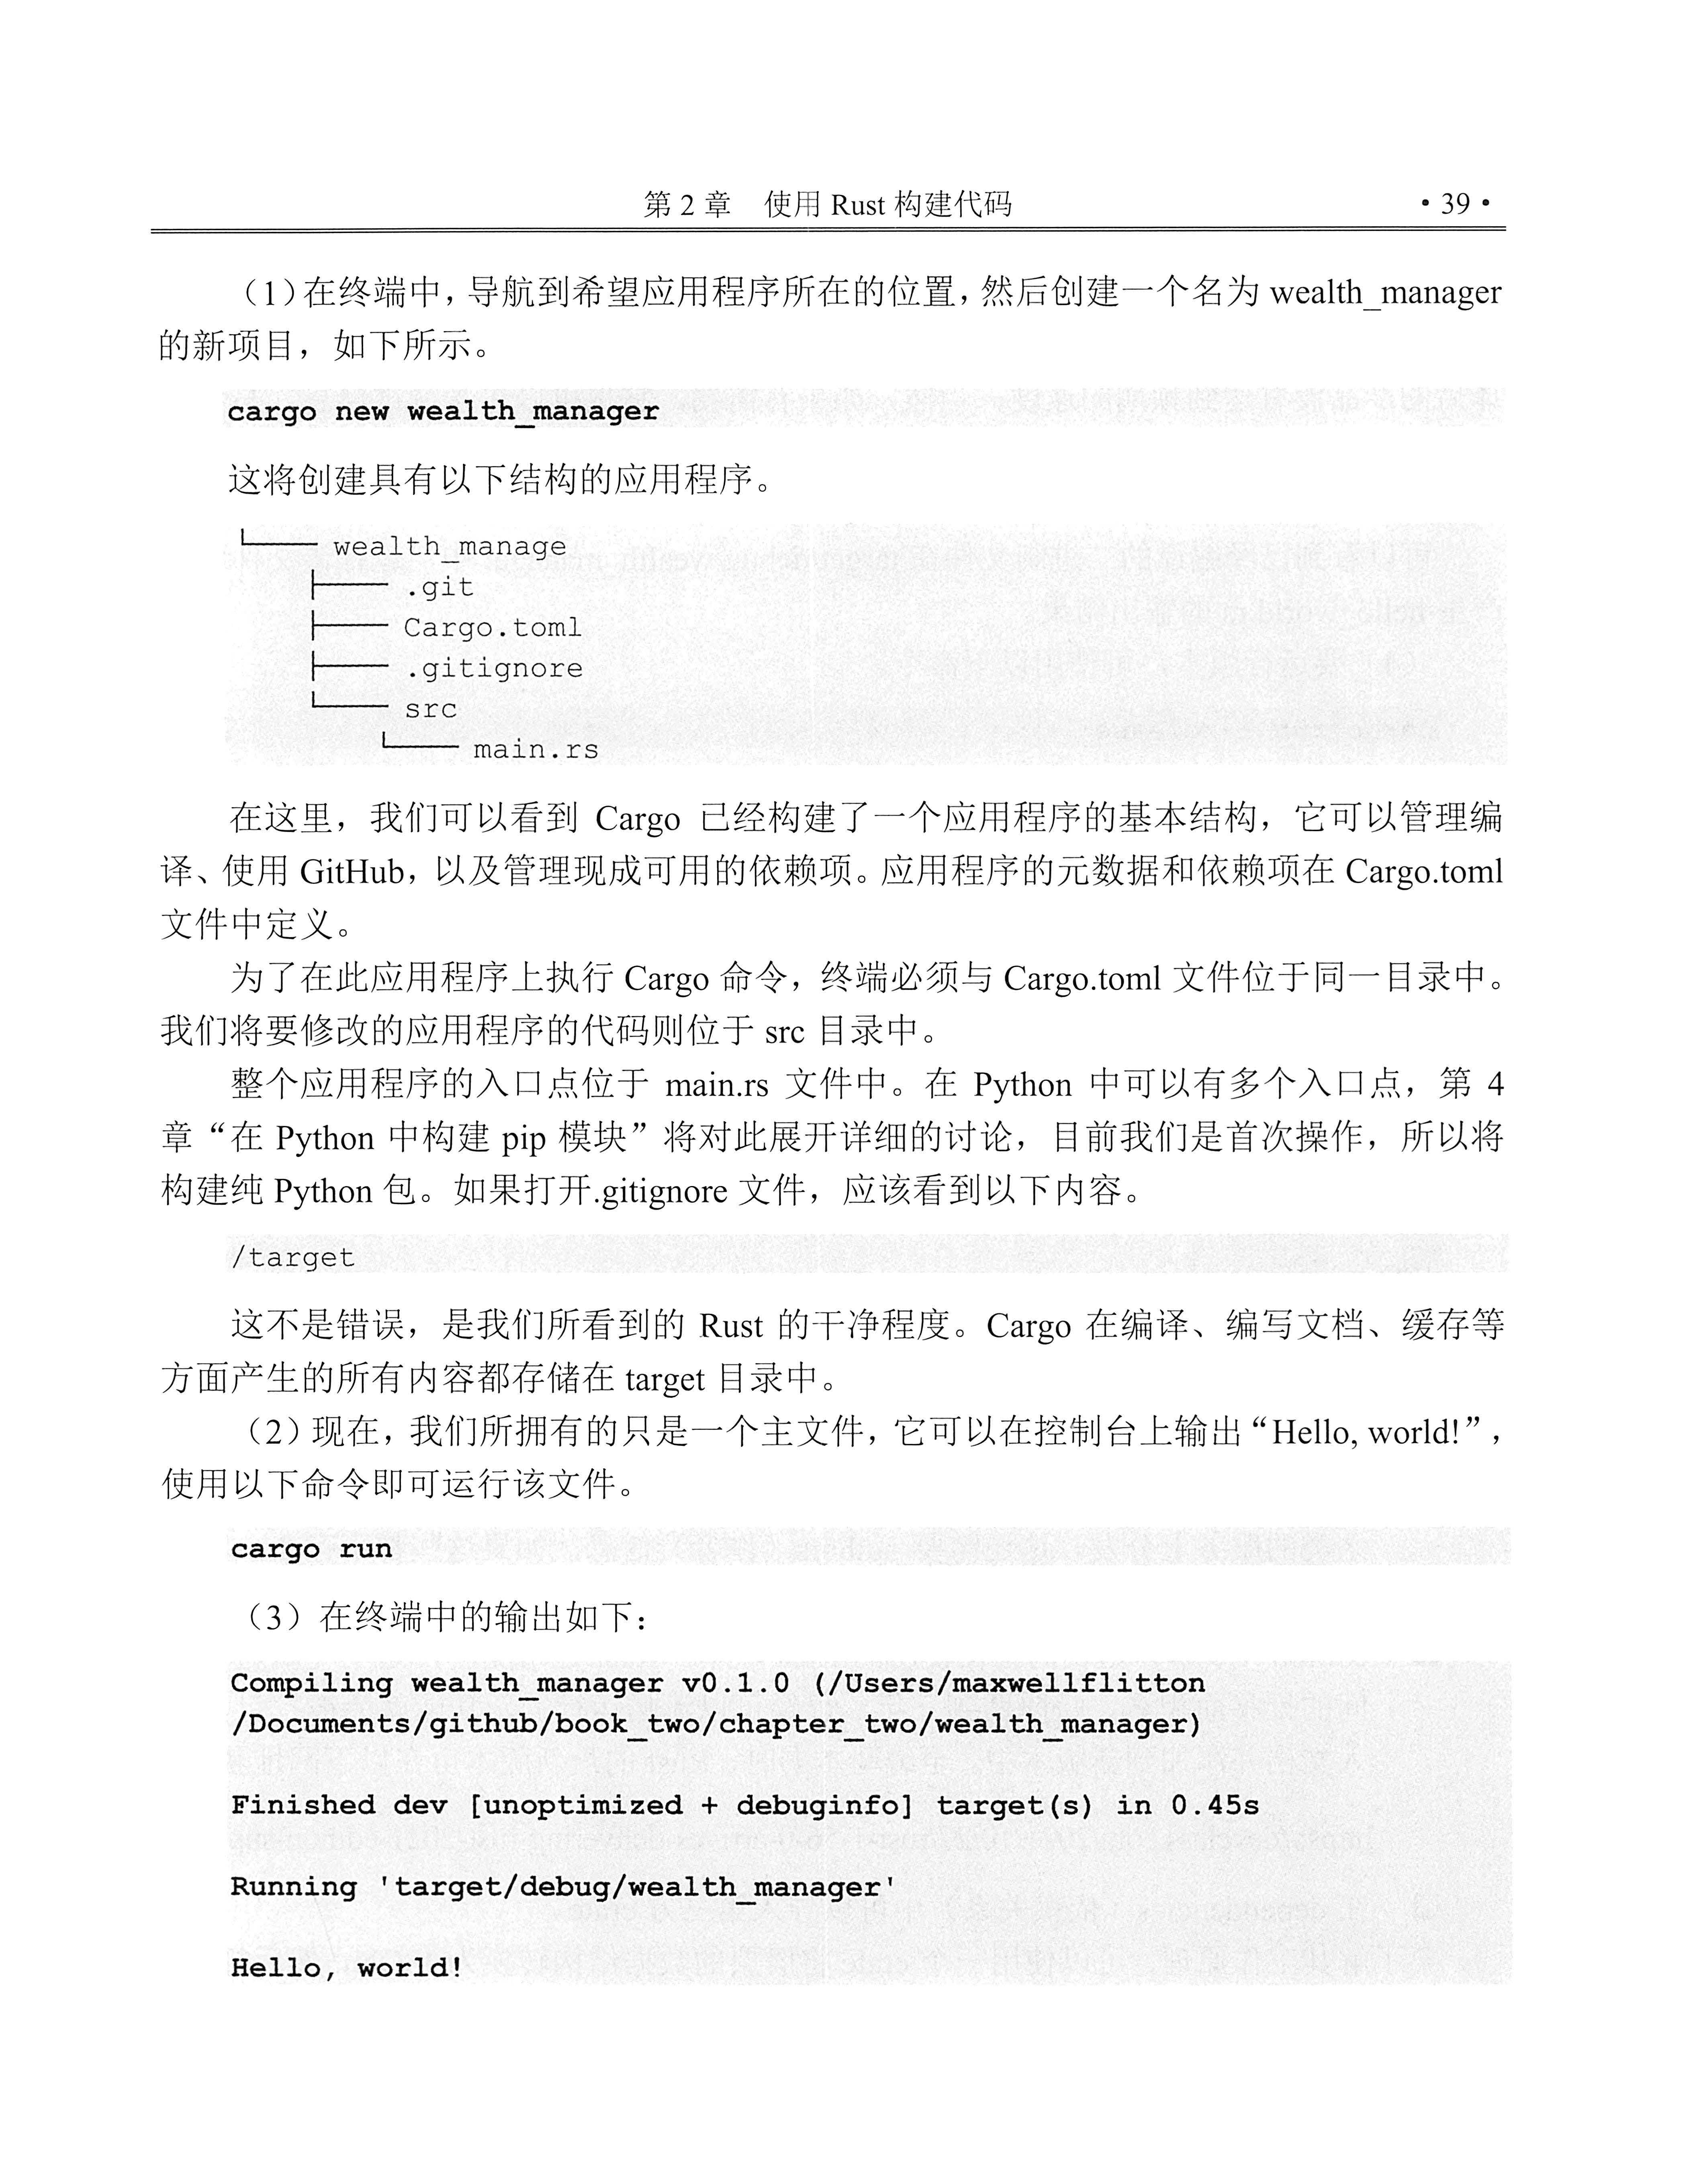 第 2 章 使用 Rust 构建代码 • 39 •
（1）在终端中，导航到希望应用程序所在的位置，然后创建一个名为 wealth_manager
的新项目，如下所示。
cargo new wealth_manager
这将创建具有以下结构的应用程序。
└── wealth_manage
├── .git
├── Cargo.toml
├── .gitignore
└── src
└── main.rs
在这里，我们可以看到 Cargo 已经构建了一个应用程序的基本结构，它可以管理编
译、使用 GitHub，以及管理现成可用的依赖项。应用程序的元数据和依赖项在 Cargo.toml
文件中定义。
为了在此应用程序上执行 Cargo 命令，终端必须与 Cargo.toml 文件位于同一目录中。
我们将要修改的应用程序的代码则位于 src 目录中。
整个应用程序的入口点位于 main.rs 文件中。在 Python 中可以有多个入口点，第 4
章“在 Python 中构建 pip 模块”将对此展开详细的讨论，目前我们是首次操作，所以将
构建纯 Python 包。如果打开.gitignore 文件，应该看到以下内容。
/target
这不是错误，是我们所看到的 Rust 的干净程度。Cargo 在编译、编写文档、缓存等
方面产生的所有内容都存储在 target 目录中。
（2）现在，我们所拥有的只是一个主文件，它可以在控制台上输出“Hello, world!”，
使用以下命令即可运行该文件。
cargo run
（3）在终端中的输出如下：
Compiling wealth_manager v0.1.0 (/Users/maxwellflitton
/Documents/github/book_two/chapter_two/wealth_manager)
Finished dev [unoptimized + debuginfo] target(s) in 0.45s
Running 'target/debug/wealth_manager'
Hello, world!